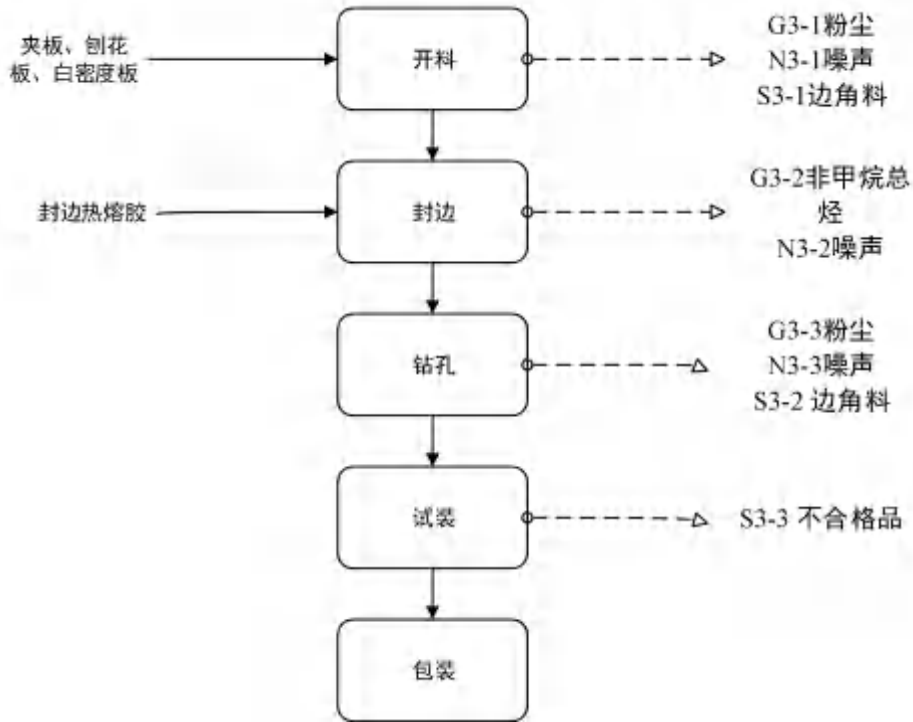 夹板、刨花
板、白密度板
开料
G3-1粉尘
N3-1噪声
S3-1边角料
封边热熔胶
封边
G3-2非甲烷总
烃
N3-2噪声
钻孔
G3-3粉尘
N3-3噪声
S3-2 边角料
试装
S3-3 不合格品
包装